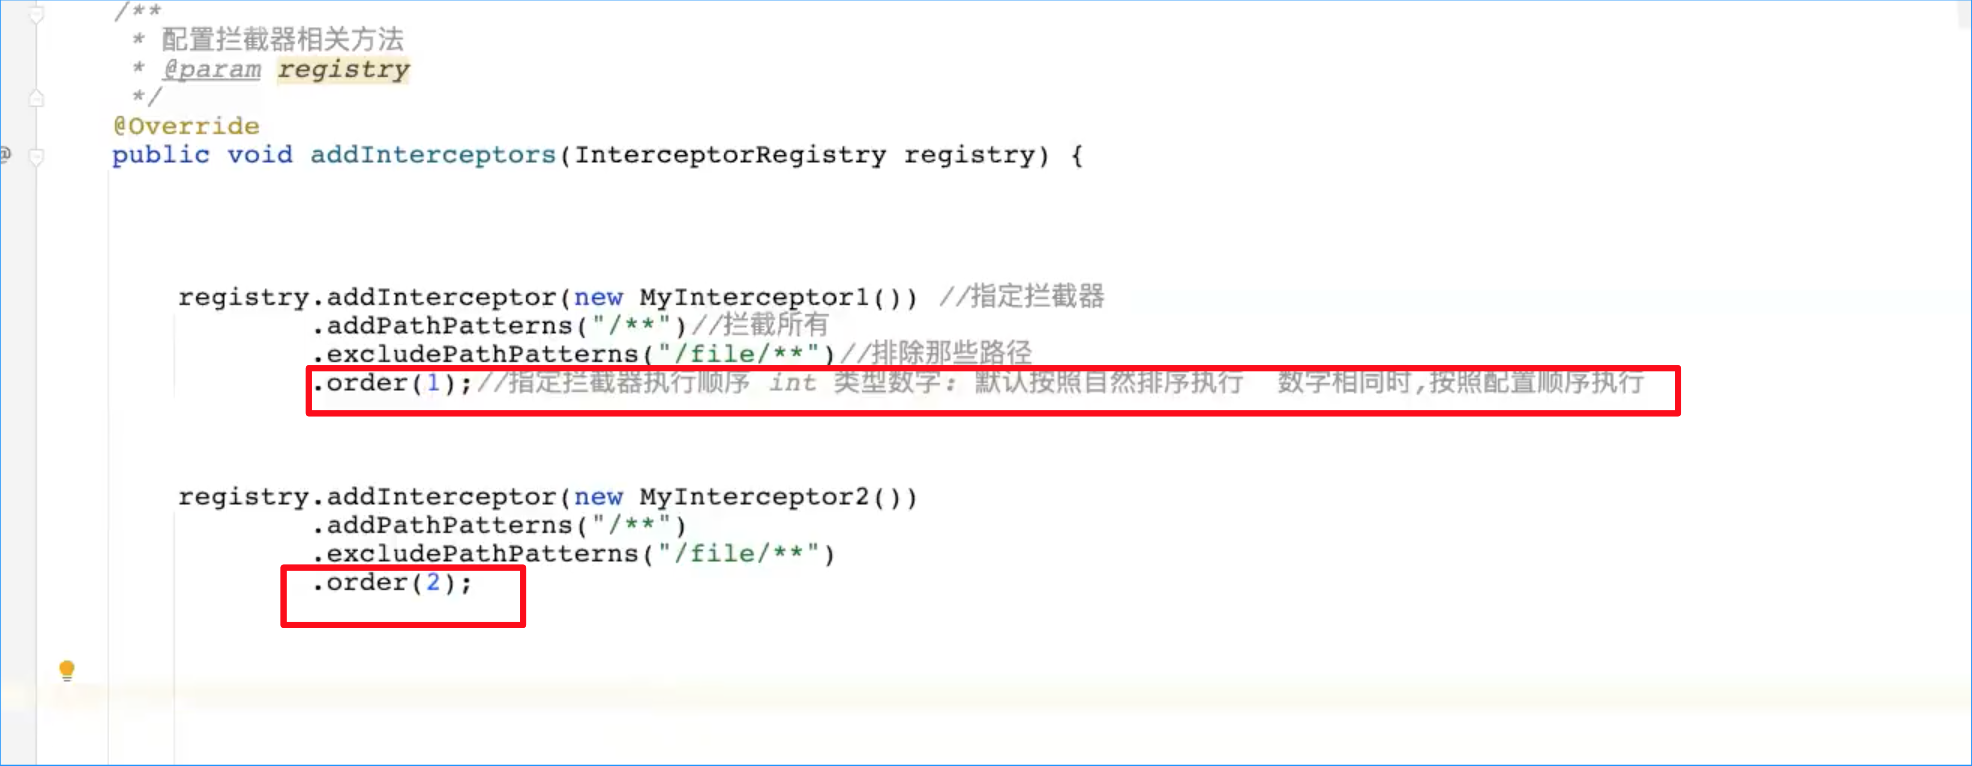 /**
* 配置拦截器相关方法
* @param registry
*/
@Override
public void addInterceptors(InterceptorRegistry registry) {
registry.addInterceptor(new MyInterceptor1()) //指定拦截器
.addPathPatterns("/**")//拦截所有
.excludePathPatterns("/file/**")//排除那些路径
.order(1);//指定拦截器执行顺序 int 类型数字: 默认按照自然排序执行 数字相同时,按照配置顺序执行
registry.addInterceptor(new MyInterceptor2())
.addPathPatterns("/**")
.excludePathPatterns("/file/**")
.order(2);